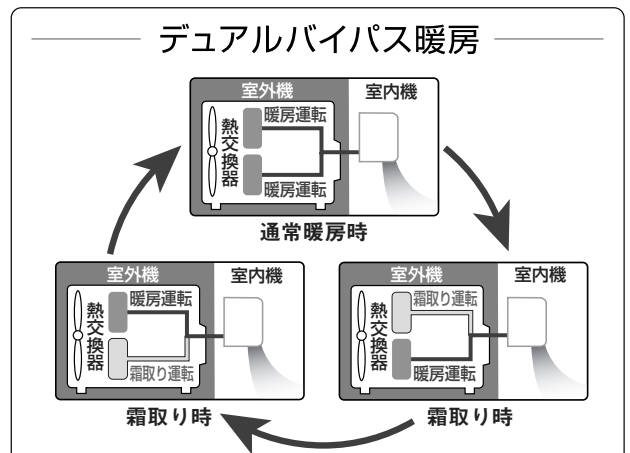 デュアルバイパス暖房
室外機
室内機
暖房運転
熱交換器
暖房運転
通常暖房時
室外機
室内機
暖房運転
熱交換器
霜取り運転
霜取り時
室外機
室内機
霜取り運転
熱交換器
暖房運転
霜取り時